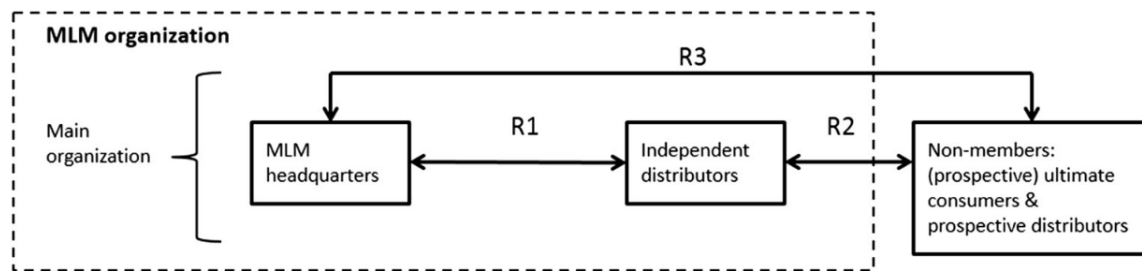 MLM organization
R3
Main
organization
R1
R2
MLM
headquarters
Independent
distributors
Non-members:
(prospective) ultimate
consumers &
prospective distributors